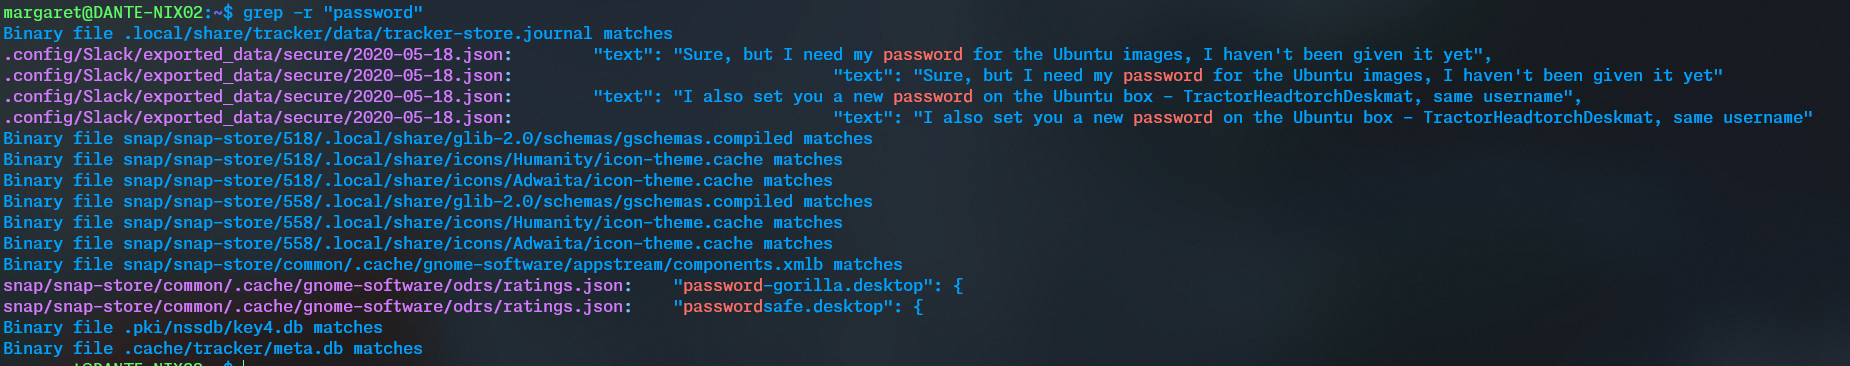 margaret@DANTE-NIX02:~$ grep -r "password"
Binary file .local/share/tracker/data/tracker-store.journal matches
.config/Slack/exported_data/secure/2020-05-18.json:        "text": "Sure, but I need my password for the Ubuntu images, I haven't been given it yet",
.config/Slack/exported_data/secure/2020-05-18.json:                                "text": "Sure, but I need my password for the Ubuntu images, I haven't been given it yet"
.config/Slack/exported_data/secure/2020-05-18.json:        "text": "I also set you a new password on the Ubuntu box - TractorHeadtorchDeskmat, same username",
.config/Slack/exported_data/secure/2020-05-18.json:                                "text": "I also set you a new password on the Ubuntu box - TractorHeadtorchDeskmat, same username"
Binary file snap/snap-store/518/.local/share/glib-2.0/schemas/gschemas.compiled matches
Binary file snap/snap-store/518/.local/share/icons/Humanity/icon-theme.cache matches
Binary file snap/snap-store/518/.local/share/icons/Adwaita/icon-theme.cache matches
Binary file snap/snap-store/558/.local/share/glib-2.0/schemas/gschemas.compiled matches
Binary file snap/snap-store/558/.local/share/icons/Humanity/icon-theme.cache matches
Binary file snap/snap-store/558/.local/share/icons/Adwaita/icon-theme.cache matches
Binary file snap/snap-store/common/.cache/gnome-software/appstream/components.xmlb matches
snap/snap-store/common/.cache/gnome-software/odrs/ratings.json:    "password-gorilla.desktop": {
snap/snap-store/common/.cache/gnome-software/odrs/ratings.json:    "passwordsafe.desktop": {
Binary file .pki/nssdb/key4.db matches
Binary file .cache/tracker/meta.db matches